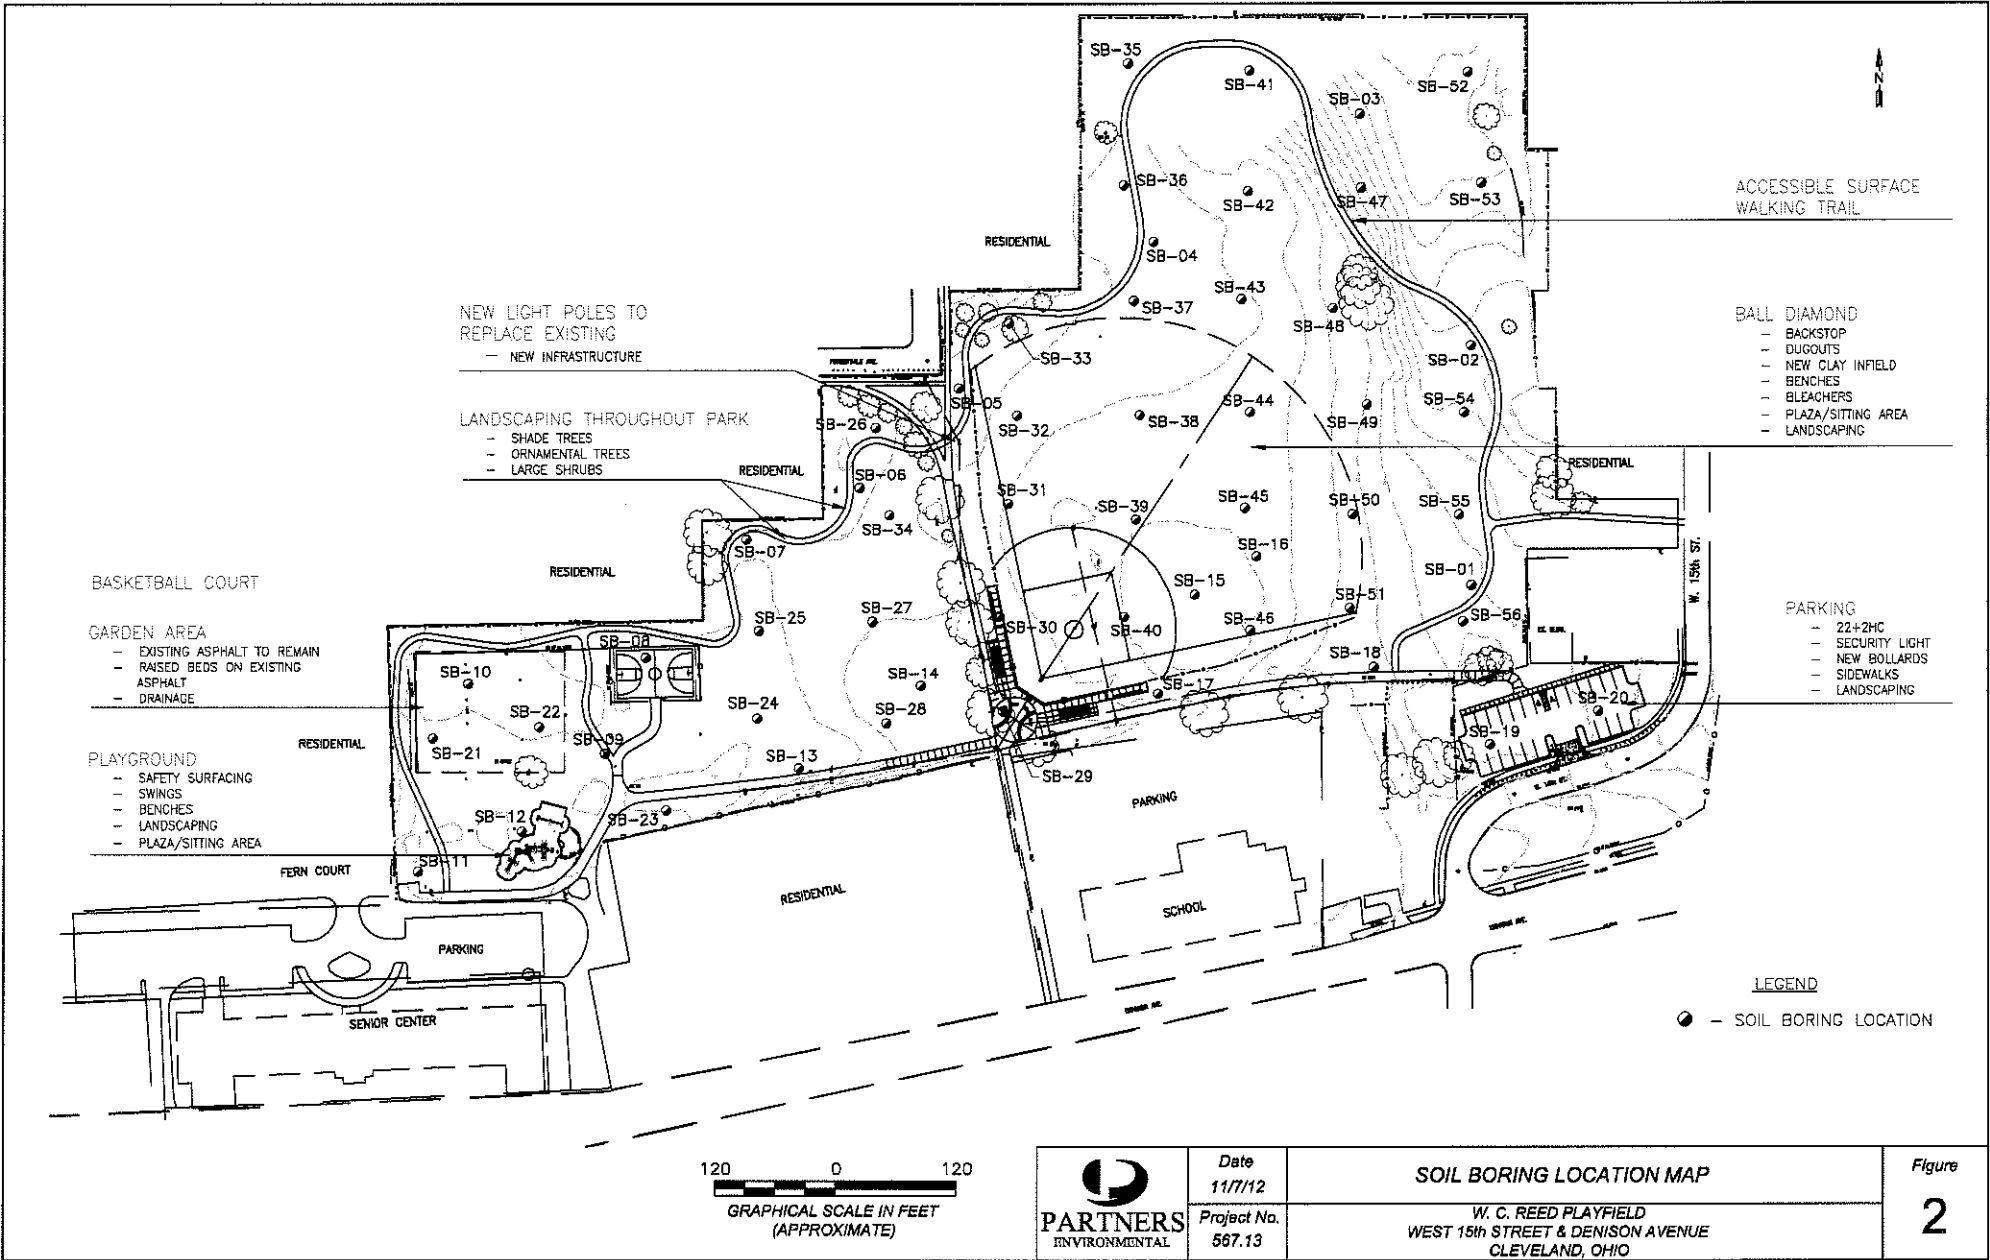 SB-35
SB-41
SB-03
SB-52
N
SB-36
SB-42
SB-47
SB-53
ACCESSIBLE SURFACE
WALKING TRAIL
RESIDENTIAL
SB-04
SB-37
SB-43
SB-48
SB-33
SB-02
NEW LIGHT POLES TO
REPLACE EXISTING
- NEW INFRASTRUCTURE
BALL DIAMOND
- BACKSTOP
- DUGOUTS
- NEW CLAY INFIELD
- BENCHES
- BLEACHERS
- PLAZA/SITTING AREA
- LANDSCAPING
LANDSCAPING THROUGHOUT PARK
- SHADE TREES
- ORNAMENTAL TREES
- LARGE SHRUBS
SB-05
SB-26
SB-32
SB-38
SB-44
SB-49
SB-54
RESIDENTIAL
RESIDENTIAL
SB-06
SB-31
SB-34
SB-39
SB-45
SB-50
SB-55
SB-07
SB-16
RESIDENTIAL
W. 15th ST.
SB-01
SB-15
BASKETBALL COURT
GARDEN AREA
- EXISTING ASPHALT TO REMAIN
- RAISED BEDS ON EXISTING
ASPHALT
- DRAINAGE
SB-25
SB-27
SB-30
SB-40
SB-46
SB-51
SB-56
PARKING
- 22+2HC
- SECURITY LIGHT
- NEW BOLLARDS
- SIDEWALKS
- LANDSCAPING
SB-08
SB-10
SB-14
SB-17
SB-18
SB-20
SB-22
SB-24
SB-28
SB-19
SB-21
SB-09
SB-13
SB-29
RESIDENTIAL
PLAYGROUND
- SAFETY SURFACING
- SWINGS
- BENCHES
- LANDSCAPING
- PLAZA/SITTING AREA
SB-12
SB-23
SB-11
PARKING
FERN COURT
RESIDENTIAL
SCHOOL
PARKING
SENIOR CENTER
LEGEND
- SOIL BORING LOCATION
120 0 120
GRAPHICAL SCALE IN FEET
(APPROXIMATE)
PARTNERS
ENVIRONMENTAL
Date
11/7/12
Project No.
567.13
SOIL BORING LOCATION MAP
W. C. REED PLAYFIELD
WEST 15th STREET & DENISON AVENUE
CLEVELAND, OHIO
Figure
2